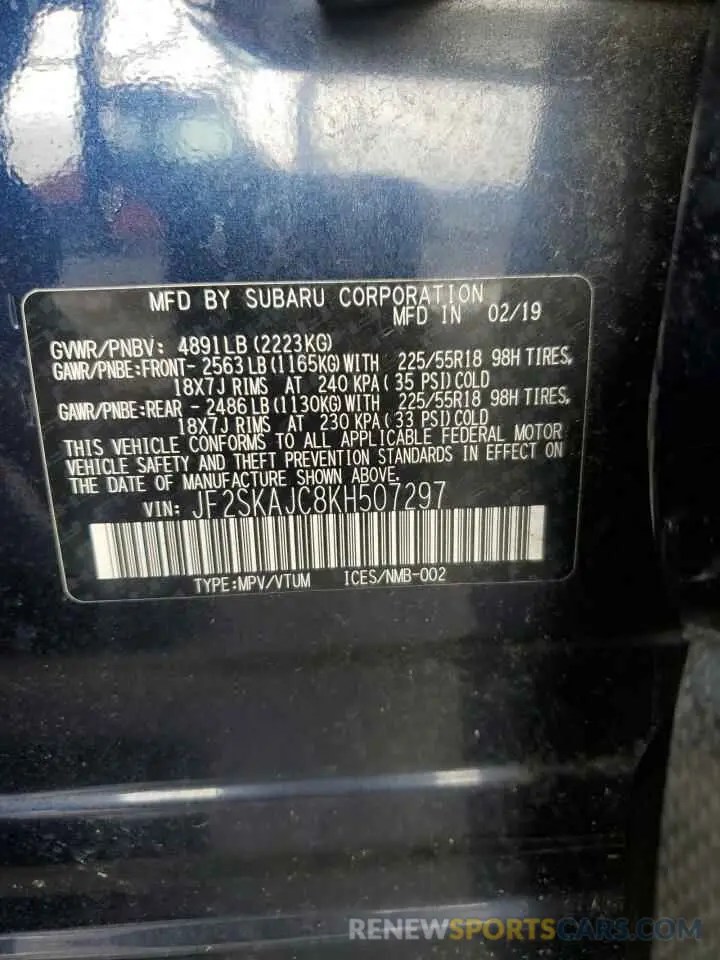 MFD BY SUBARU CORPORATION
MFD IN 02/19
GVWR/PNBV: 4891LB (2223KG)
GAWR/PNBE:FRONT- 2563 LB (1165KG) WITH 225/55R18 98H TIRES,
18X7J RIMS AT 240 KPA ( 35 PSI) COLD
GAWR/PNBE:REAR - 2486 LB (1130KG) WITH 225/55R18 98H TIRES,
18X7J RIMS AT 230 KPA ( 33 PSI) COLD
THIS VEHICLE CONFORMS TO ALL APPLICABLE FEDERAL MOTOR
VEHICLE SAFETY AND THEFT PREVENTION STANDARDS IN EFFECT ON
THE DATE OF MANUFACTURE SHOWN ABOVE.
VIN: JF2SKAJC8KH507297
TYPE:MPV/VTUM ICES/NMB-002
RENEWSPORTSCARS.COM